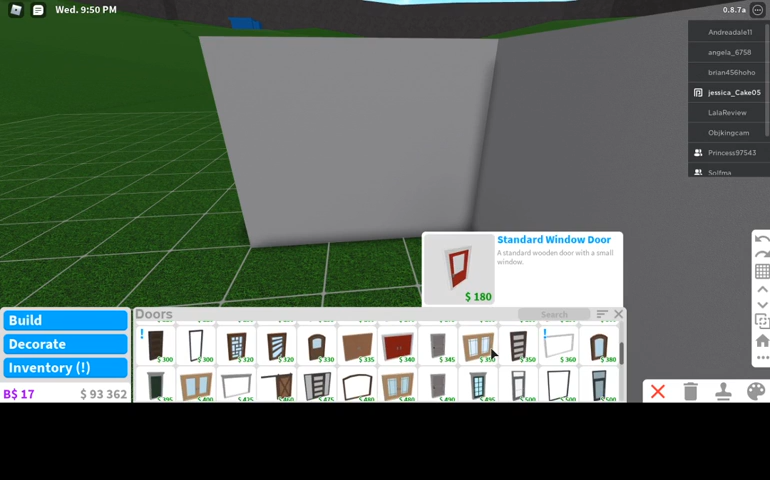 Wed. 9:50 PM
0.8.7a
Andreadale11
angela_6758
brian456hoho
jessica_Cake05
LalaReview
Objkingcam
Princess97543
Solfma
Standard Window Door
A standard wooden door with a small
window.
$ 180
Build
Decorate
Inventory (!)
B$ 17
$ 93 362
Doors
Search
! $ 300
$ 300
$ 320
$ 320
$ 330
$ 335
$ 340
$ 345
$ 350
$ 350
! $ 360
$ 380
$ 395
$ 400
$ 425
$ 460
$ 475
$ 480
$ 480
$ 495
$ 500
$ 500